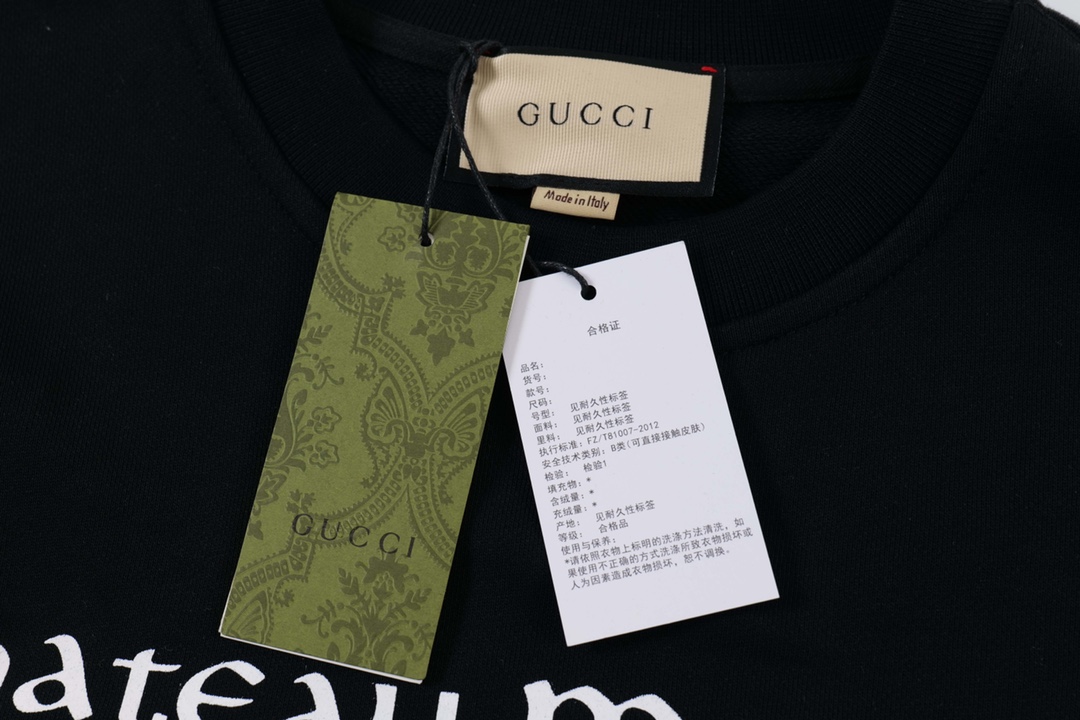 GUCCI
Made in Italy
GUCCI
合格证
品名:
货号:
款号:
尺码: 见耐久性标签
号型: 见耐久性标签
面料: 见耐久性标签
里料:
执行标准: FZ/T81007-2012
安全技术类别: B类(可直接接触皮肤)
检验: 检验1
填充物: *
含绒量: *
充绒量: *
产地: 见耐久性标签
等级: 合格品
使用与保养:
*请依照衣物上标明的洗涤方法清洗，如
果使用不正确的方式洗涤所致衣物损坏或
人为因素造成衣物损坏，恕不调换。
ateau m